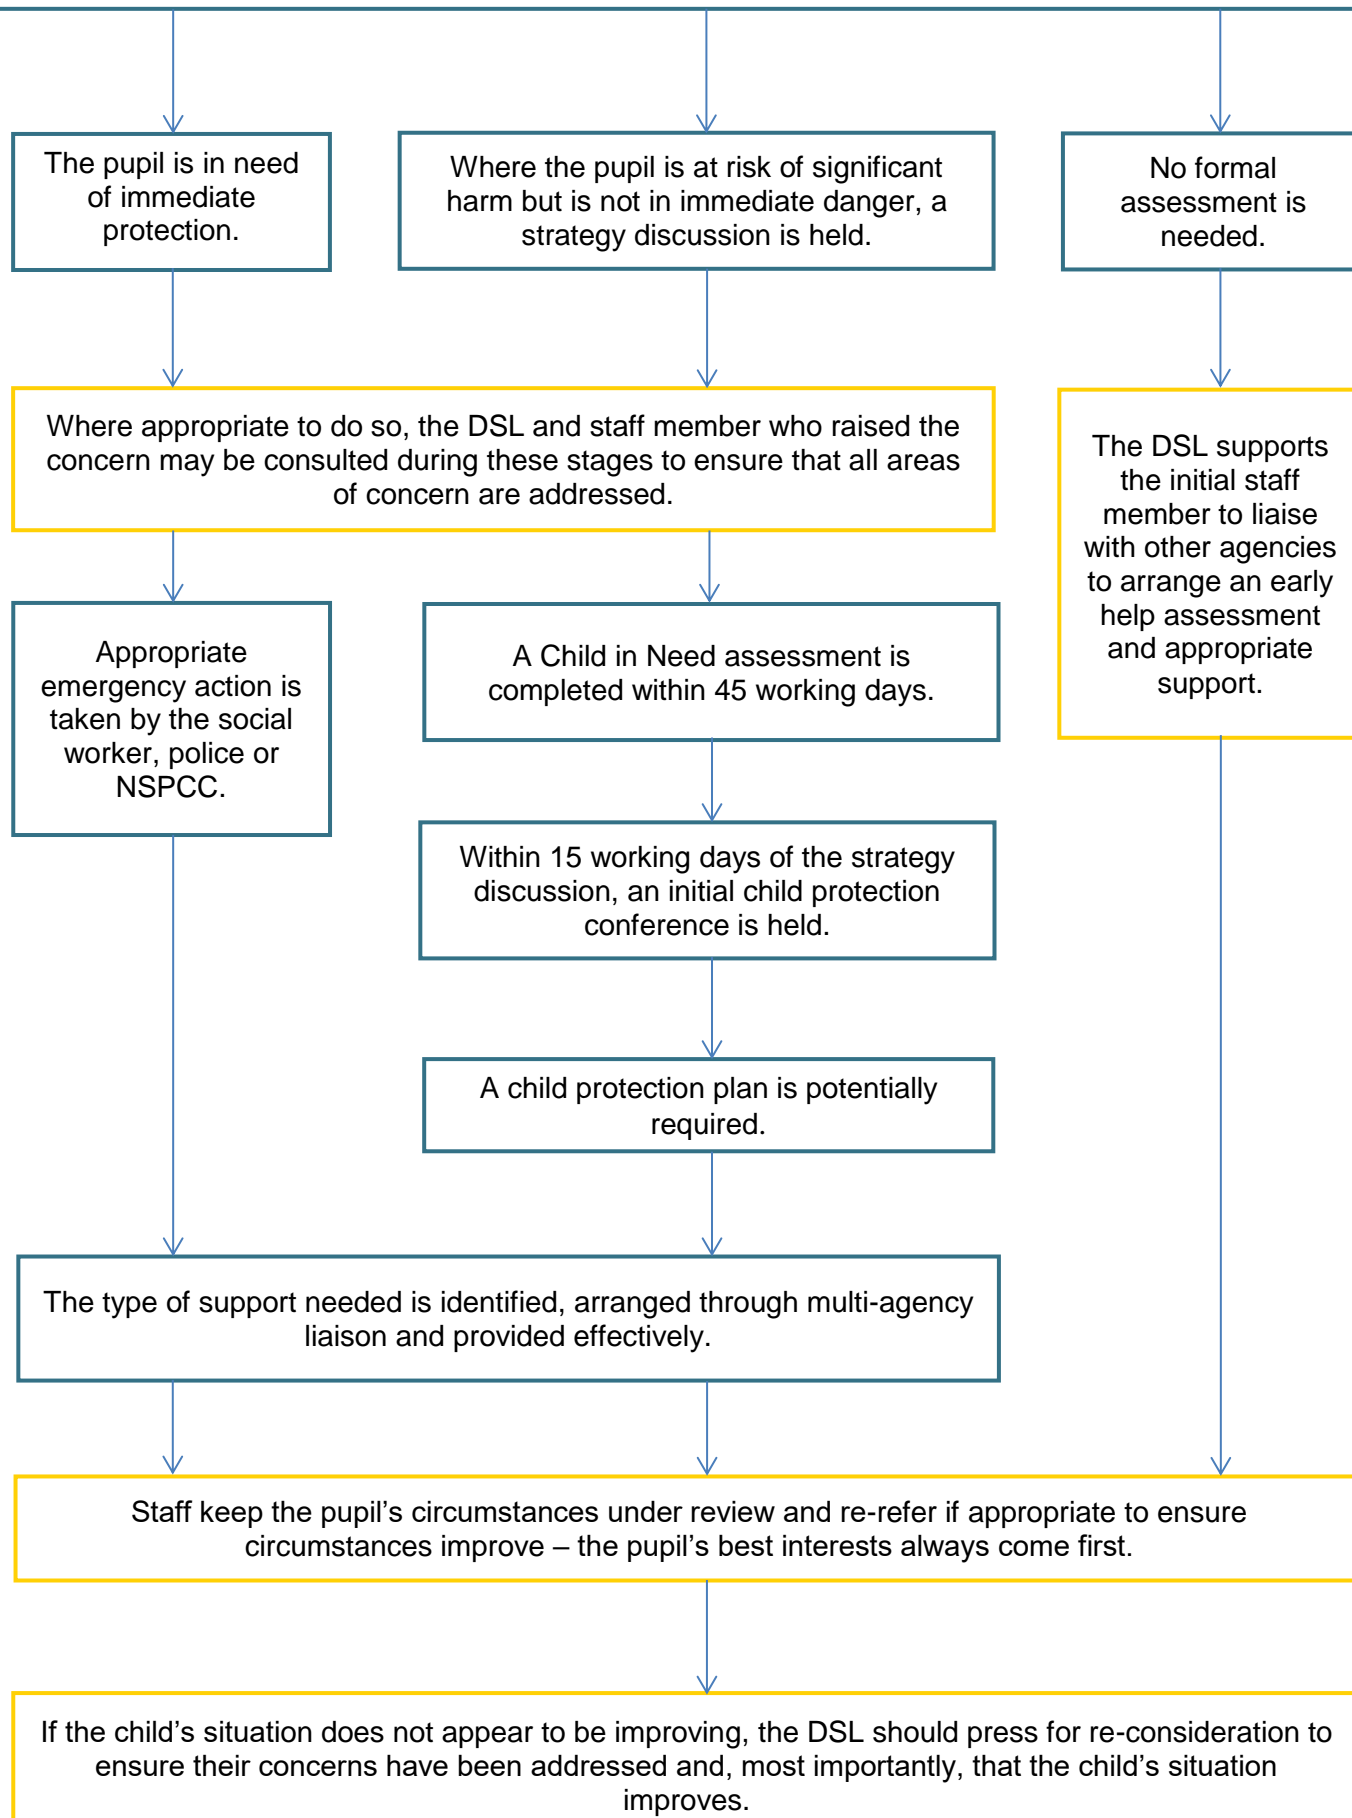 The pupil is in need
of immediate
protection.
Where the pupil is at risk of significant
harm but is not in immediate danger, a
strategy discussion is held.
No formal
assessment is
needed.
Where appropriate to do so, the DSL and staff member who raised the
concern may be consulted during these stages to ensure that all areas
of concern are addressed.
The DSL supports
the initial staff
member to liaise
with other agencies
to arrange an early
help assessment
and appropriate
support.
Appropriate
emergency action is
taken by the social
worker, police or
NSPCC.
A Child in Need assessment is
completed within 45 working days.
Within 15 working days of the strategy
discussion, an initial child protection
conference is held.
A child protection plan is potentially
required.
The type of support needed is identified, arranged through multi-agency
liaison and provided effectively.
Staff keep the pupil’s circumstances under review and re-refer if appropriate to ensure
circumstances improve – the pupil’s best interests always come first.
If the child’s situation does not appear to be improving, the DSL should press for re-consideration to
ensure their concerns have been addressed and, most importantly, that the child’s situation
improves.